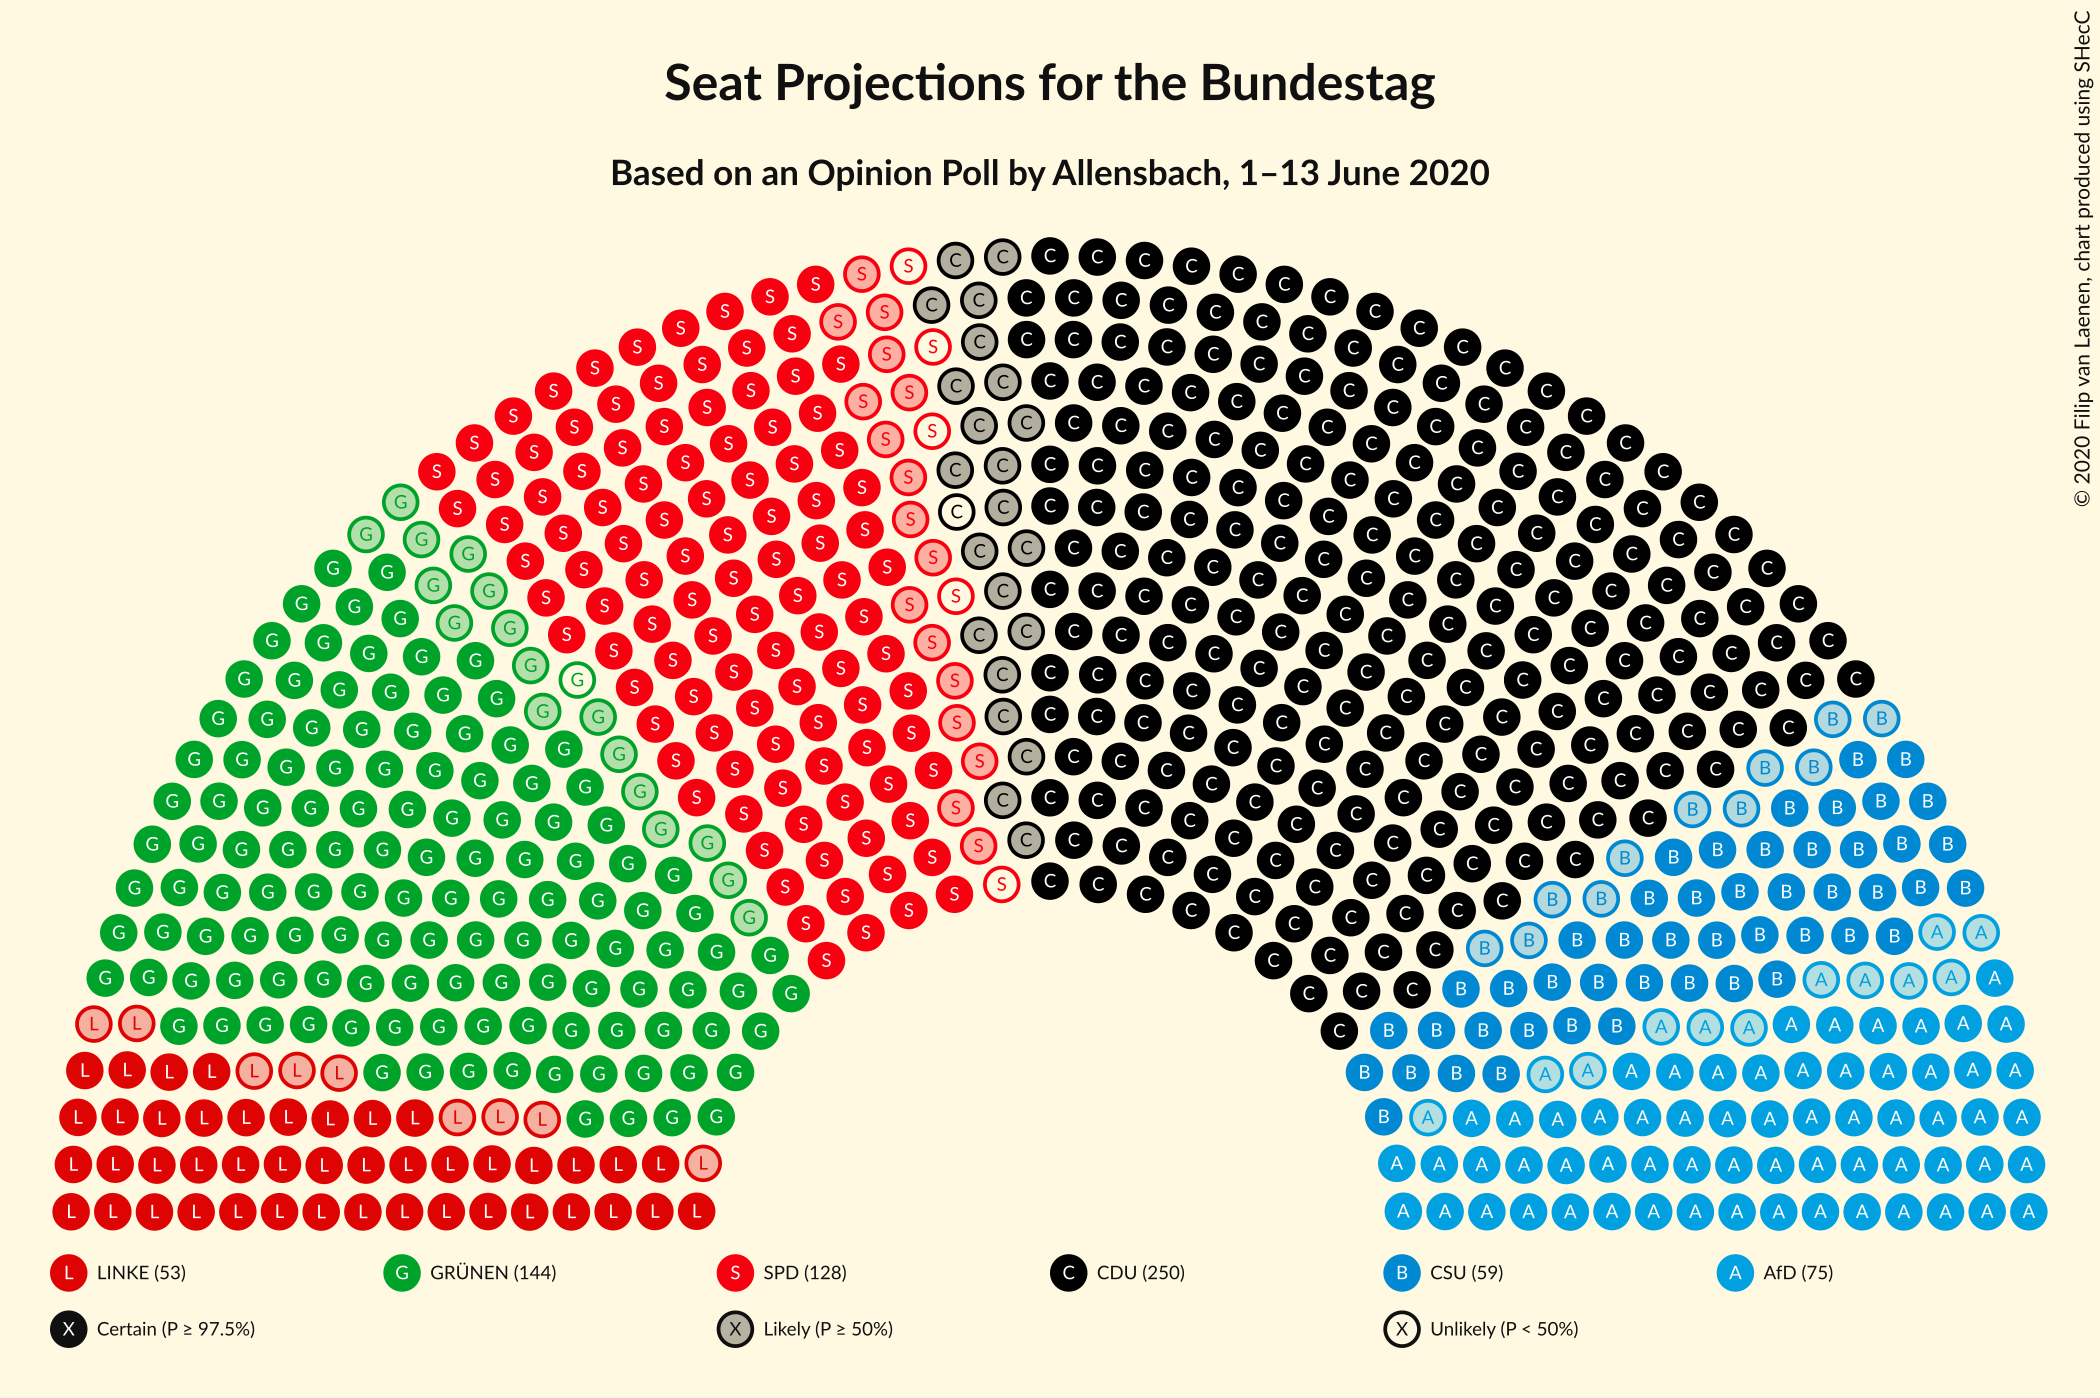 Seat Projections for the Bundestag
Based on an Opinion Poll by Allensbach, 1–13 June 2020
© 2020 Filip van Laenen, chart produced using SHecC
L LINKE (53)
G GRÜNEN (144)
S SPD (128)
C CDU (250)
B CSU (59)
A AfD (75)
X Certain (P ≥ 97.5%)
X Likely (P ≥ 50%)
X Unlikely (P < 50%)